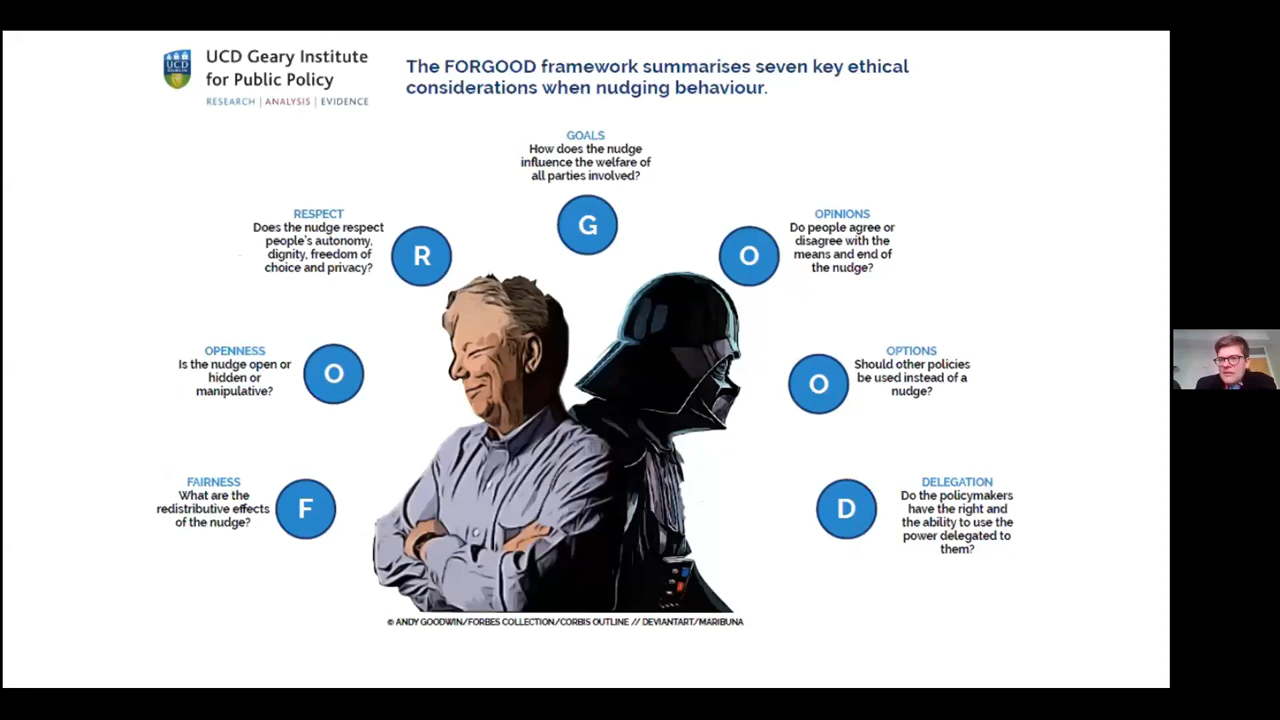 UCD Geary Institute
for Public Policy
RESEARCH | ANALYSIS | EVIDENCE
UCD
DUBLIN
The FORGOOD framework summarises seven key ethical
considerations when nudging behaviour.
GOALS
How does the nudge
influence the welfare of
all parties involved?
G
RESPECT
Does the nudge respect
people's autonomy,
dignity, freedom of
choice and privacy?
R
OPINIONS
Do people agree or
disagree with the
means and end of
the nudge?
O
OPENNESS
Is the nudge open or
hidden or
manipulative?
O
OPTIONS
Should other policies
be used instead of a
nudge?
O
FAIRNESS
What are the
redistributive effects
of the nudge?
F
DELEGATION
Do the policymakers
have the right and
the ability to use the
power delegated to
them?
D
© ANDY GOODWIN/FORBES COLLECTION/CORBIS OUTLINE // DEVIANTART/MARIBUNA